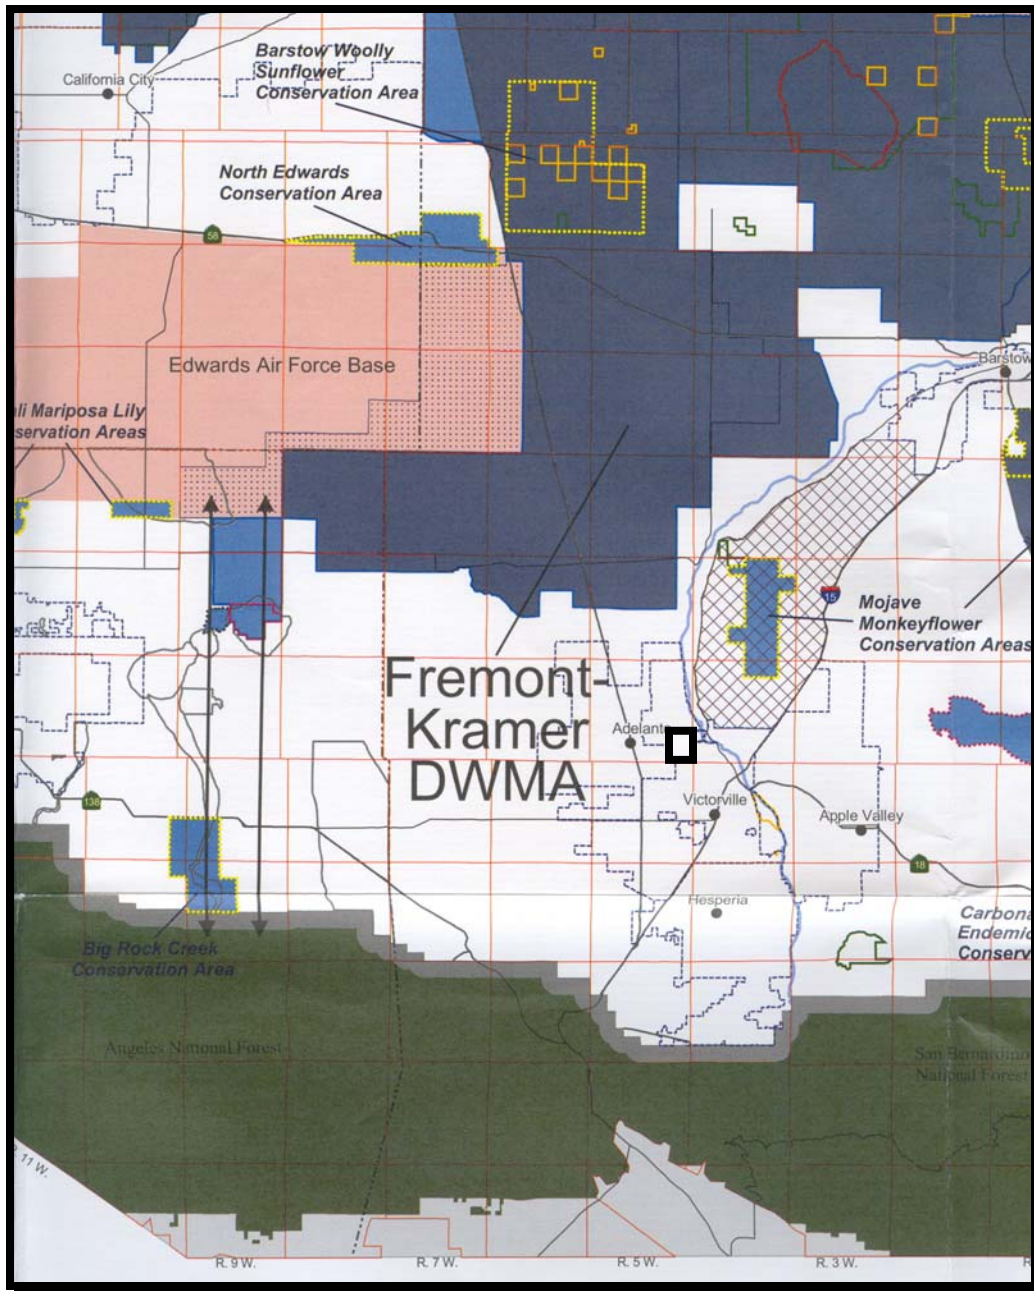 Barstow Woolly
Sunflower
Conservation Area
California City
North Edwards
Conservation Area
58
Edwards Air Force Base
Barstow
li Mariposa Lily
servation Areas
15
Mojave
Monkeyflower
Conservation Areas
Fremont-
Kramer
DWMA
Adelanto
138
Victorville
Apple Valley
18
Hesperia
Carbona
Endemic
Conserv
Big Rock Creek
Conservation Area
Angeles National Forest
San Bernardino
National Forest
R. 11 W.
R. 9 W.
R. 7 W.
R. 5 W.
R. 3 W.
R